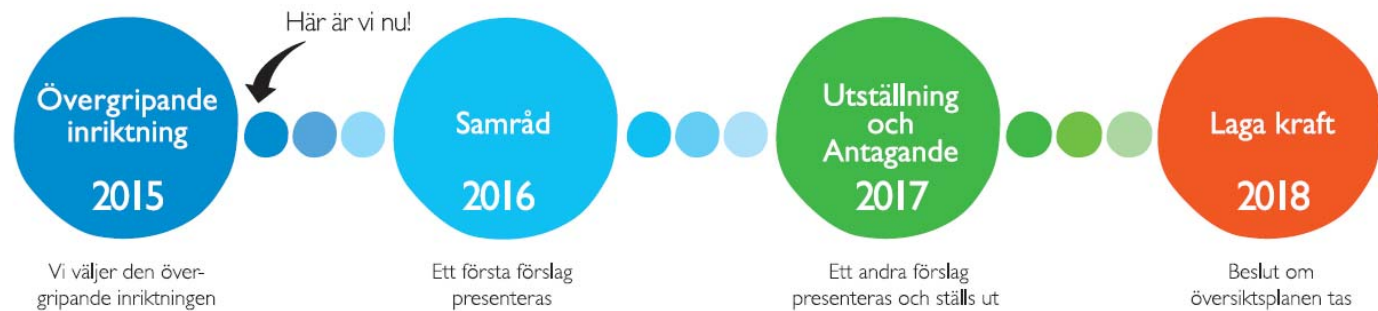 Här är vi nu!
Övergripande
inriktning
2015
Vi väljer den över-
gripande inriktningen
Samråd
2016
Ett första förslag
presenteras
Utställning
och
Antagande
2017
Ett andra förslag
presenteras och ställs ut
Laga kraft
2018
Beslut om
översiktsplanen tas